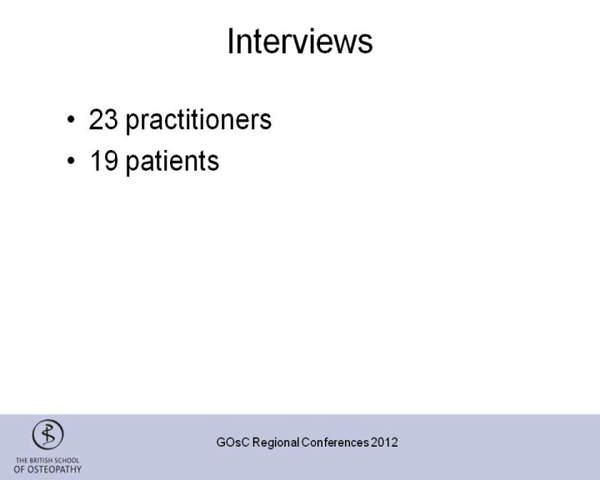 Interviews
• 23 practitioners
• 19 patients
GOsC Regional Conferences 2012
THE BRITISH SCHOOL
OF OSTEOPATHY